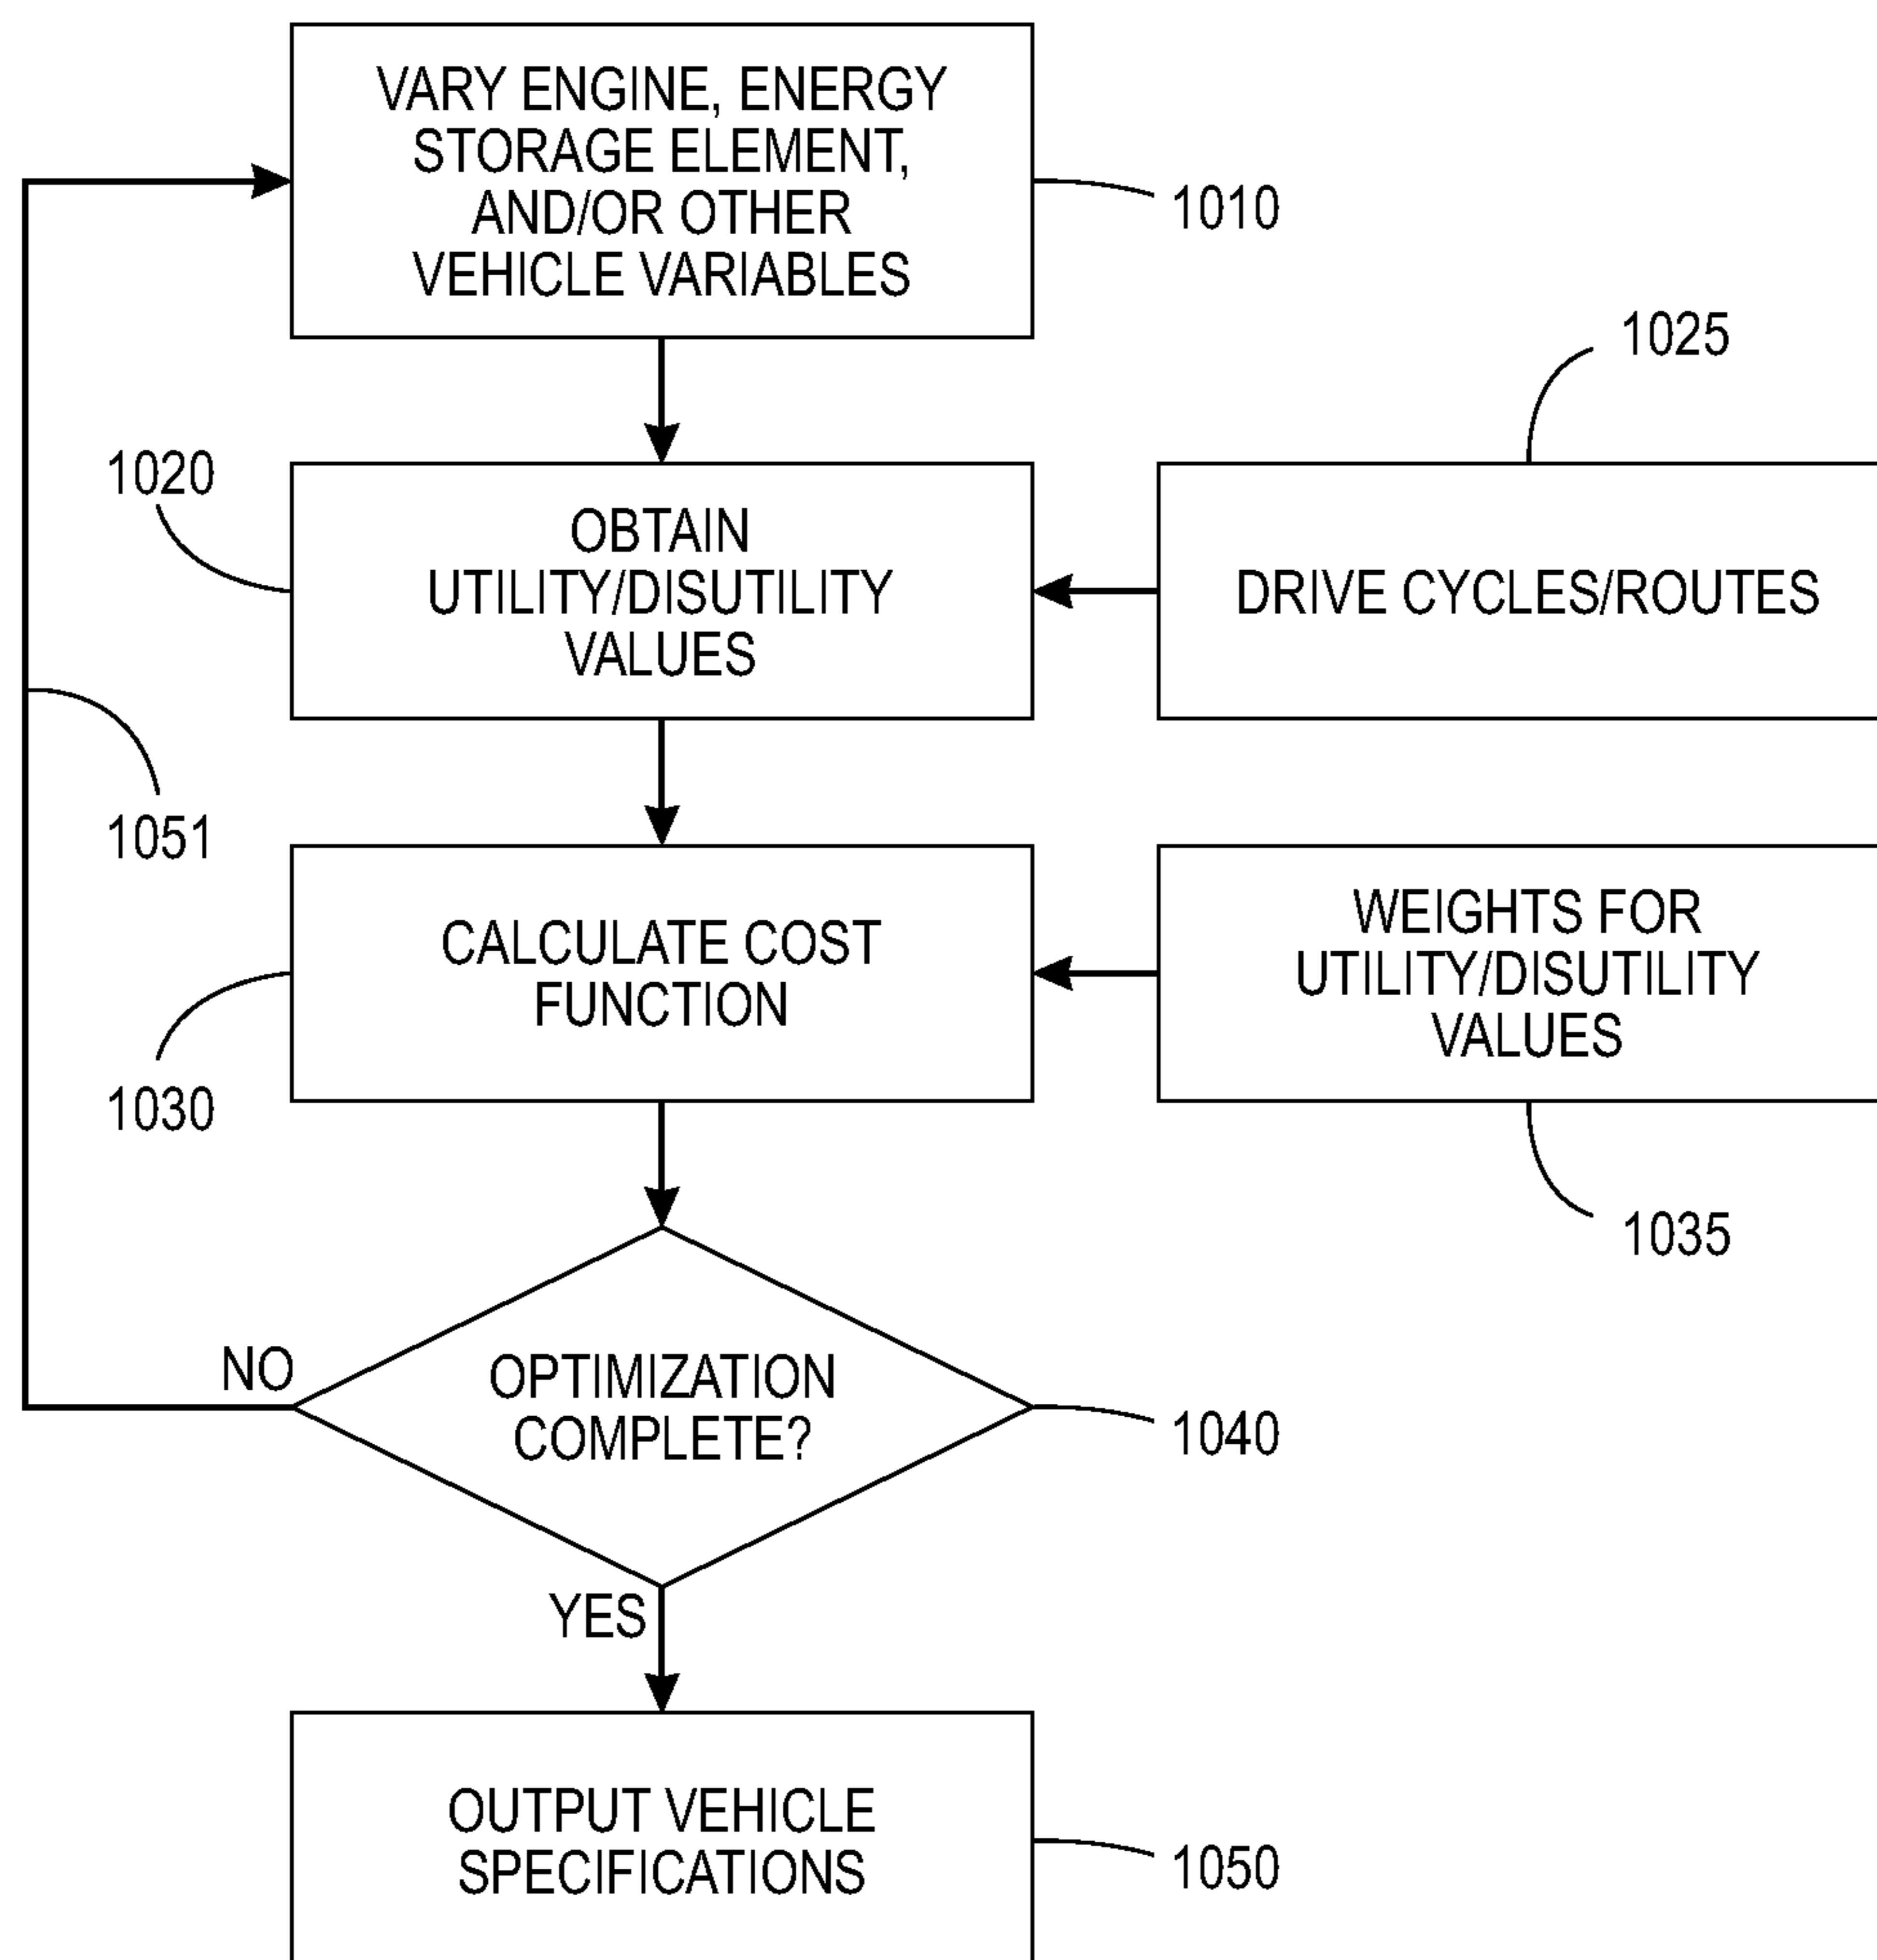 VARY ENGINE, ENERGY
STORAGE ELEMENT,
AND/OR OTHER
VEHICLE VARIABLES
1010
1025
1020
OBTAIN
UTILITY/DISUTILITY
VALUES
DRIVE CYCLES/ROUTES
1051
CALCULATE COST
FUNCTION
WEIGHTS FOR
UTILITY/DISUTILITY
VALUES
1030
1035
NO
OPTIMIZATION
COMPLETE?
1040
YES
OUTPUT VEHICLE
SPECIFICATIONS
1050